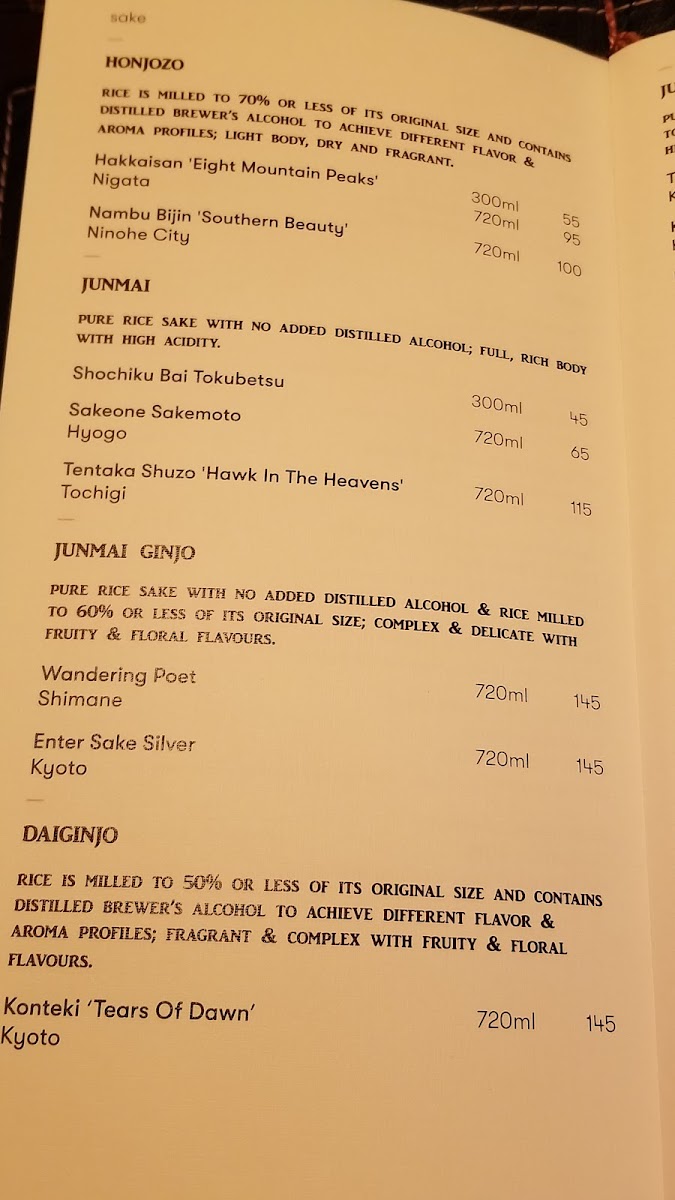 sake
HONJOZO
RICE IS MILLED TO 70% OR LESS OF ITS ORIGINAL SIZE AND CONTAINS
DISTILLED BREWER'S ALCOHOL TO ACHIEVE DIFFERENT FLAVOR &
AROMA PROFILES; LIGHT BODY, DRY AND FRAGRANT.
Hakkaisan 'Eight Mountain Peaks'
Nigata
300ml 55
720ml 95
Nambu Bijin 'Southern Beauty'
Ninohe City
720ml 100
JUNMAI
PURE RICE SAKE WITH NO ADDED DISTILLED ALCOHOL; FULL, RICH BODY
WITH HIGH ACIDITY.
Shochiku Bai Tokubetsu
300ml 45
Sakeone Sakemoto
Hyogo
720ml 65
Tentaka Shuzo 'Hawk In The Heavens'
Tochigi
720ml 115
JUNMAI GINJO
PURE RICE SAKE WITH NO ADDED DISTILLED ALCOHOL & RICE MILLED
TO 60% OR LESS OF ITS ORIGINAL SIZE; COMPLEX & DELICATE WITH
FRUITY & FLORAL FLAVOURS.
Wandering Poet
Shimane
720ml 145
Enter Sake Silver
Kyoto
720ml 145
DAIGINJO
RICE IS MILLED TO 50% OR LESS OF ITS ORIGINAL SIZE AND CONTAINS
DISTILLED BREWER'S ALCOHOL TO ACHIEVE DIFFERENT FLAVOR &
AROMA PROFILES; FRAGRANT & COMPLEX WITH FRUITY & FLORAL
FLAVOURS.
Konteki 'Tears Of Dawn'
Kyoto
720ml 145